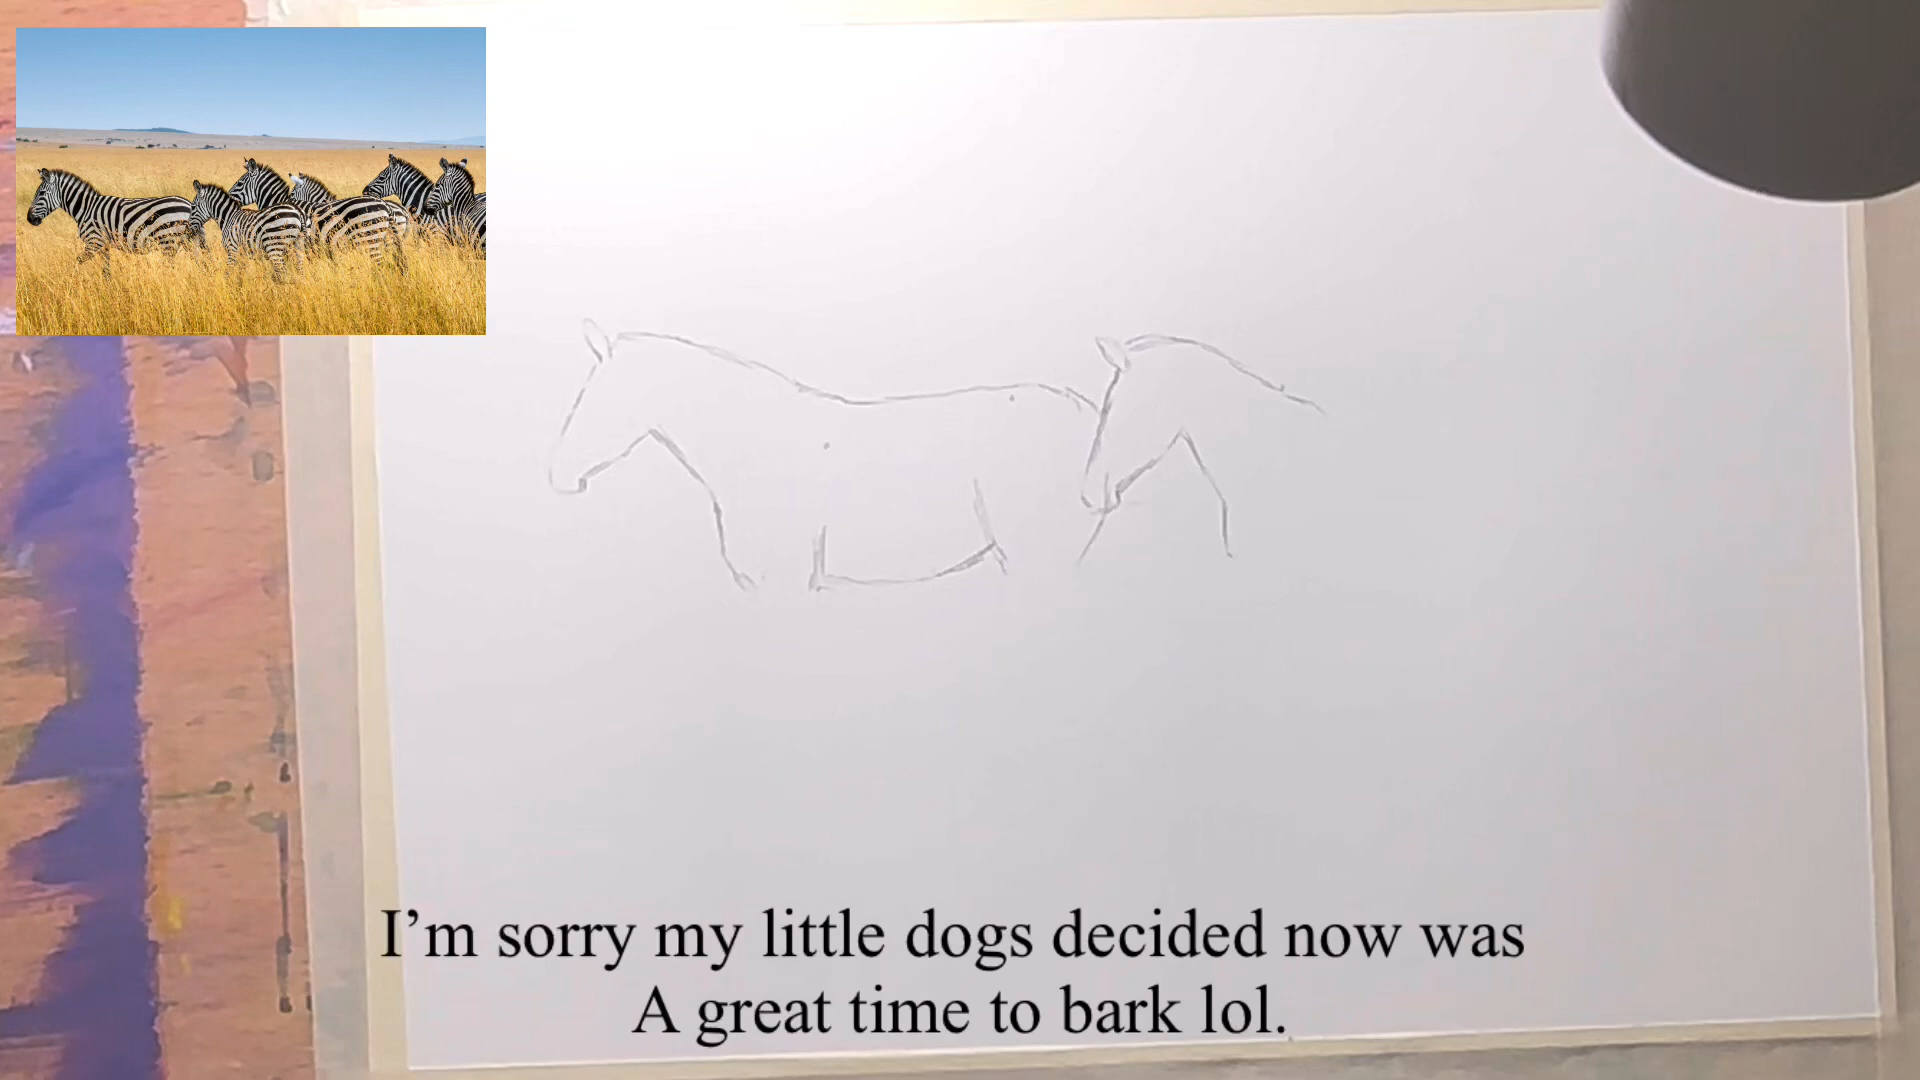 I’m sorry my little dogs decided now was
A great time to bark lol.